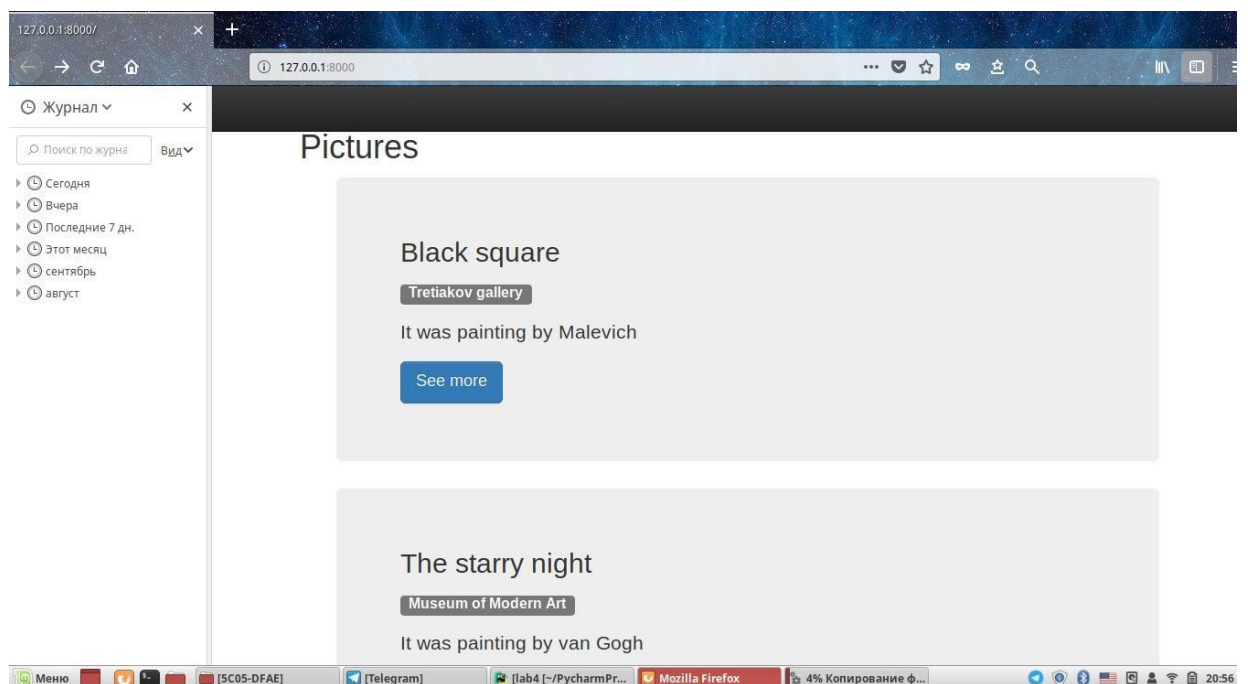 127.0.0.1:8000/
127.0.0.1:8000
Журнал
Поиск по журна
Вид
Сегодня
Вчера
Последние 7 дн.
Этот месяц
сентябрь
август
Pictures
Black square
Tretiakov gallery
It was painting by Malevich
See more
The starry night
Museum of Modern Art
It was painting by van Gogh
Меню [5C05-DFAE] [Telegram] [lab4 [~/PycharmPr... Mozilla Firefox 4% Копирование ф... 20:56